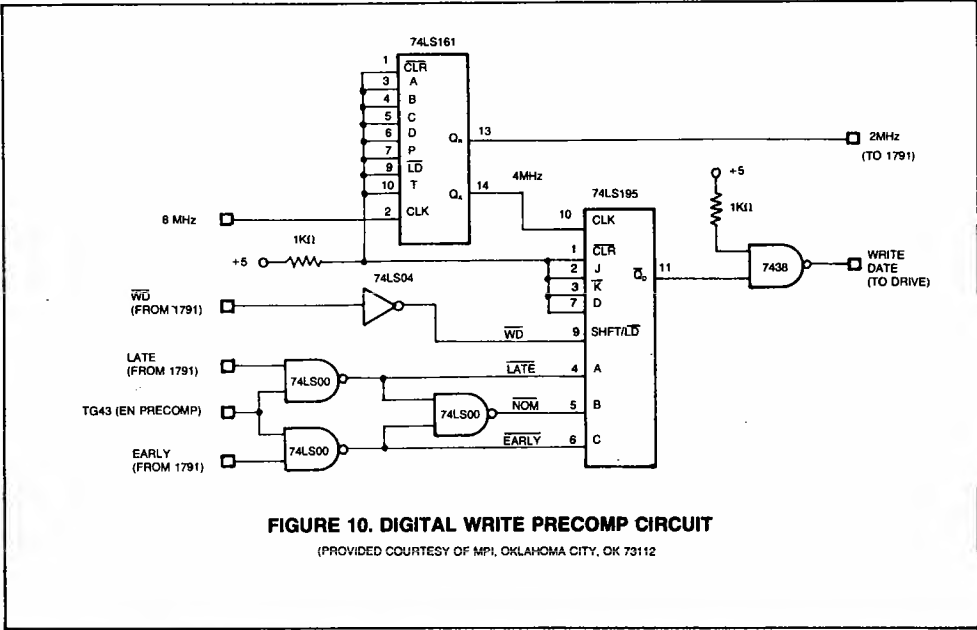 74LS161
1 CLR
3 A
4 B
5 C
6 D
7 P
9 LD
10 T
2 CLK
QB 13
QA 14
8 MHz
2MHz
(TO 1791)
4MHz
74LS195
10 CLK
1 CLR
2 J
3 K
7 D
9 SHFT/LD
4 A
5 B
6 C
QD 11
+5
1KΩ
7438
WRITE
DATE
(TO DRIVE)
+5
1KΩ
74LS04
WD
(FROM 1791)
WD
LATE
(FROM 1791)
74LS00
LATE
TG43 (EN PRECOMP)
74LS00
NOM
EARLY
(FROM 1791)
74LS00
EARLY
FIGURE 10. DIGITAL WRITE PRECOMP CIRCUIT
(PROVIDED COURTESY OF MPI, OKLAHOMA CITY, OK 73112